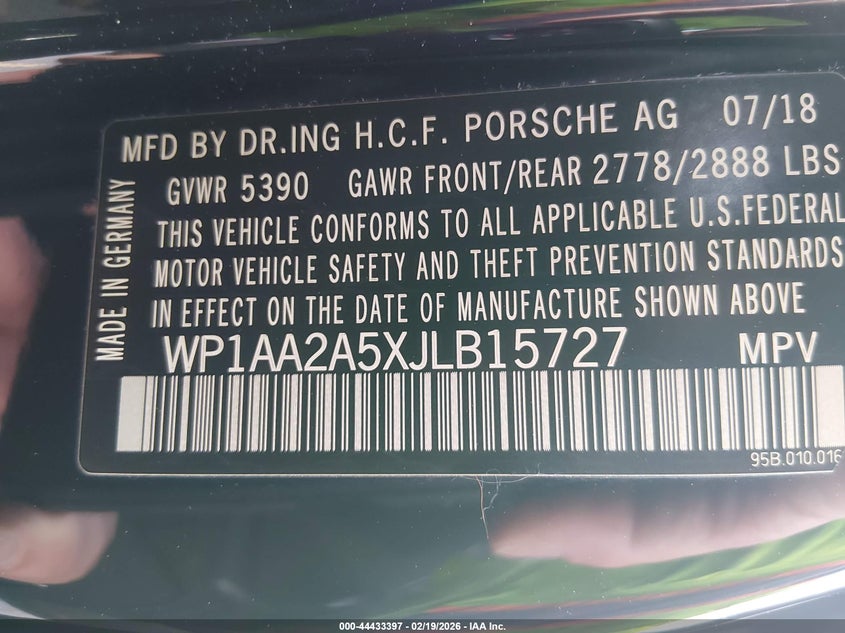 MFD BY DR.ING H.C.F. PORSCHE AG 07/18
GVWR 5390 GAWR FRONT/REAR 2778/2888 LBS
THIS VEHICLE CONFORMS TO ALL APPLICABLE U.S.FEDERAL
MOTOR VEHICLE SAFETY AND THEFT PREVENTION STANDARDS
IN EFFECT ON THE DATE OF MANUFACTURE SHOWN ABOVE
MADE IN GERMANY
WP1AA2A5XJLB15727 MPV
95B.010.016
000-44433397 - 02/19/2026 - IAA Inc.